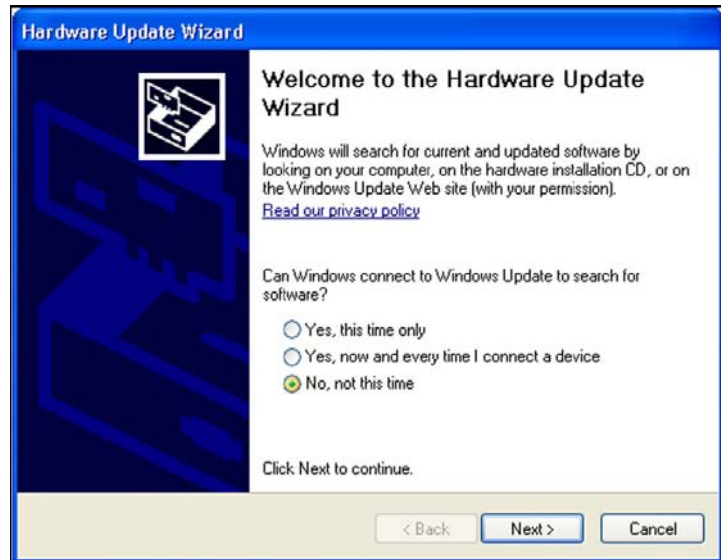 Hardware Update Wizard
Welcome to the Hardware Update
Wizard
Windows will search for current and updated software by
looking on your computer, on the hardware installation CD, or on
the Windows Update Web site (with your permission).
Read our privacy policy
Can Windows connect to Windows Update to search for
software?
Yes, this time only
Yes, now and every time I connect a device
No, not this time
Click Next to continue.
< Back
Next >
Cancel